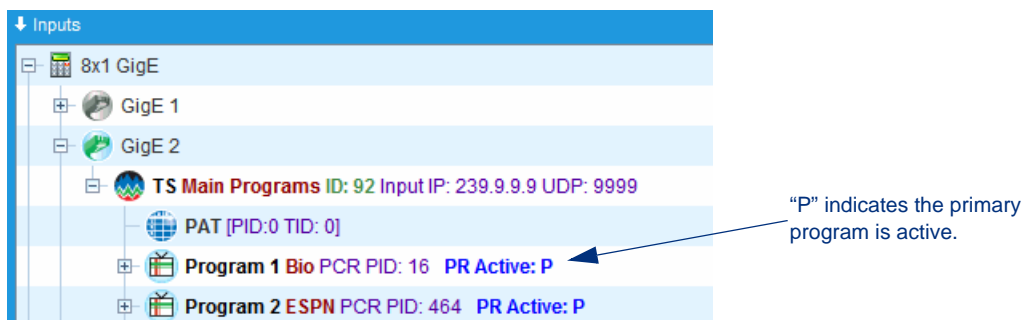 Inputs
8x1 GigE
GigE 1
GigE 2
TS Main Programs ID: 92 Input IP: 239.9.9.9 UDP: 9999
PAT [PID:0 TID: 0]
Program 1 Bio PCR PID: 16 PR Active: P
Program 2 ESPN PCR PID: 464 PR Active: P
“P” indicates the primary
program is active.